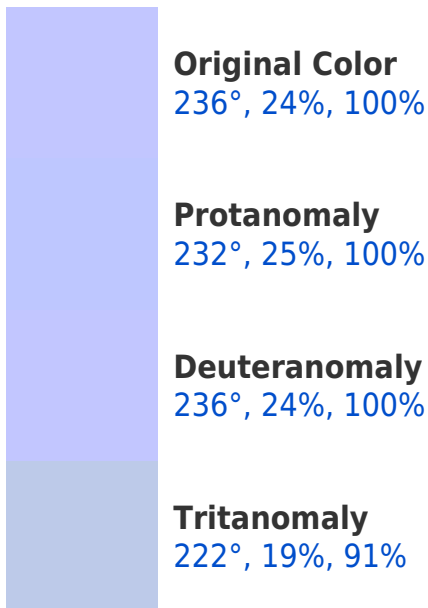 Original Color
236°, 24%, 100%
Protanomaly
232°, 25%, 100%
Deuteranomaly
236°, 24%, 100%
Tritanomaly
222°, 19%, 91%